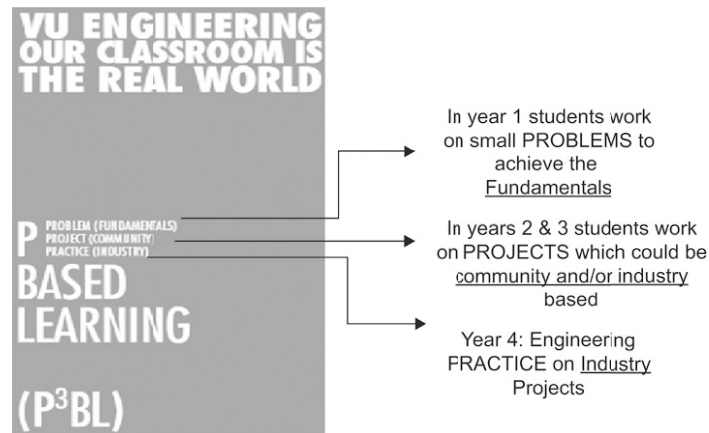 VU ENGINEERING
OUR CLASSROOM IS
THE REAL WORLD
P PROBLEM (FUNDAMENTALS)
PROJECT (COMMUNITY)
PRACTICE (INDUSTRY)
BASED
LEARNING
(P³BL)
In year 1 students work
on small PROBLEMS to
achieve the
Fundamentals
In years 2 & 3 students work
on PROJECTS which could be
community and/or industry
based
Year 4: Engineering
FRACTICE on Industry
Projects